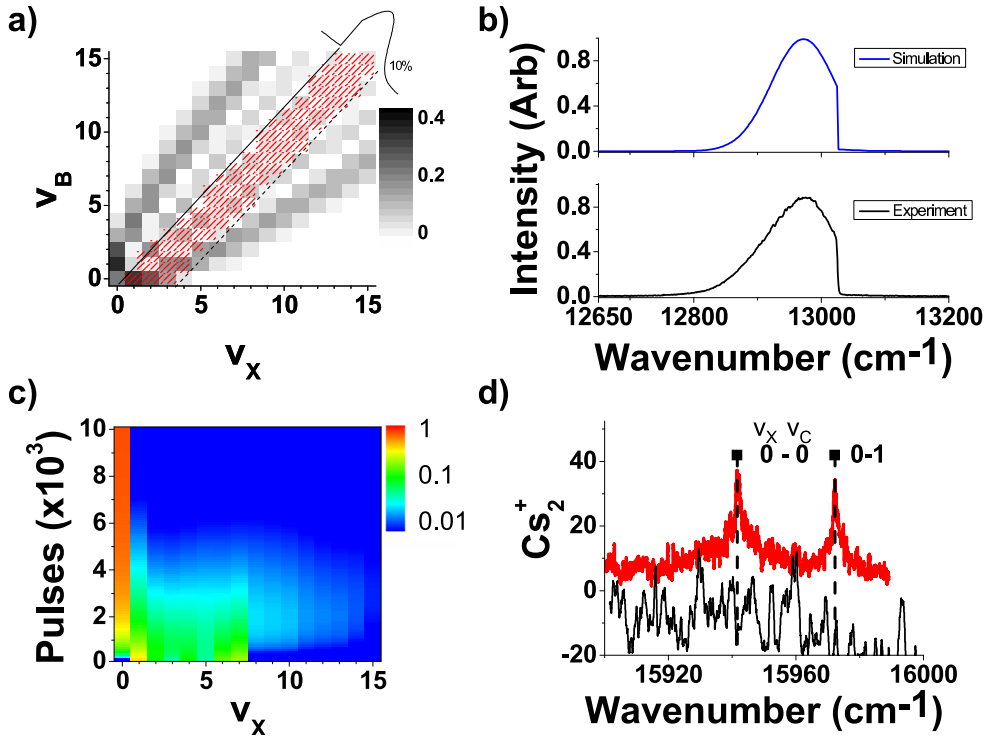 a)
v_B
15
10
5
0
0 5 10 15
v_X
10%
0.4
0.2
0
b)
Intensity (Arb)
0.8
0.4
0.0
Simulation
0.8
0.4
0.0
Experiment
12650 12800 13000 13200
Wavenumber (cm-1)
c)
Pulses (x10³)
10
8
6
4
2
0
0 5 10 15
v_X
1
0.1
0.01
d)
Cs₂⁺
40
20
0
-20
v_X v_C
0 - 0 0-1
15920 15960 16000
Wavenumber (cm-1)